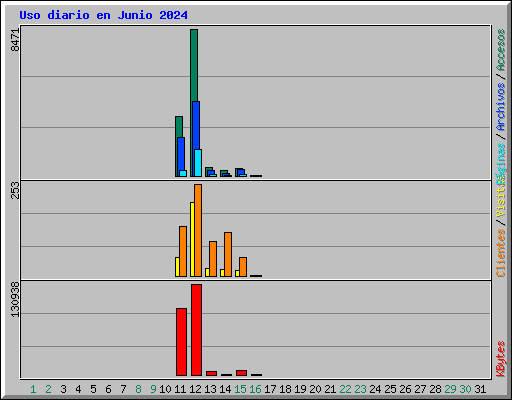 Uso diario en Junio 2024
8471
253
130938
Accesos / Archivos / Páginas
Visitas / Clientes
KBytes
1 2 3 4 5 6 7 8 9 10 11 12 13 14 15 16 17 18 19 20 21 22 23 24 25 26 27 28 29 30 31